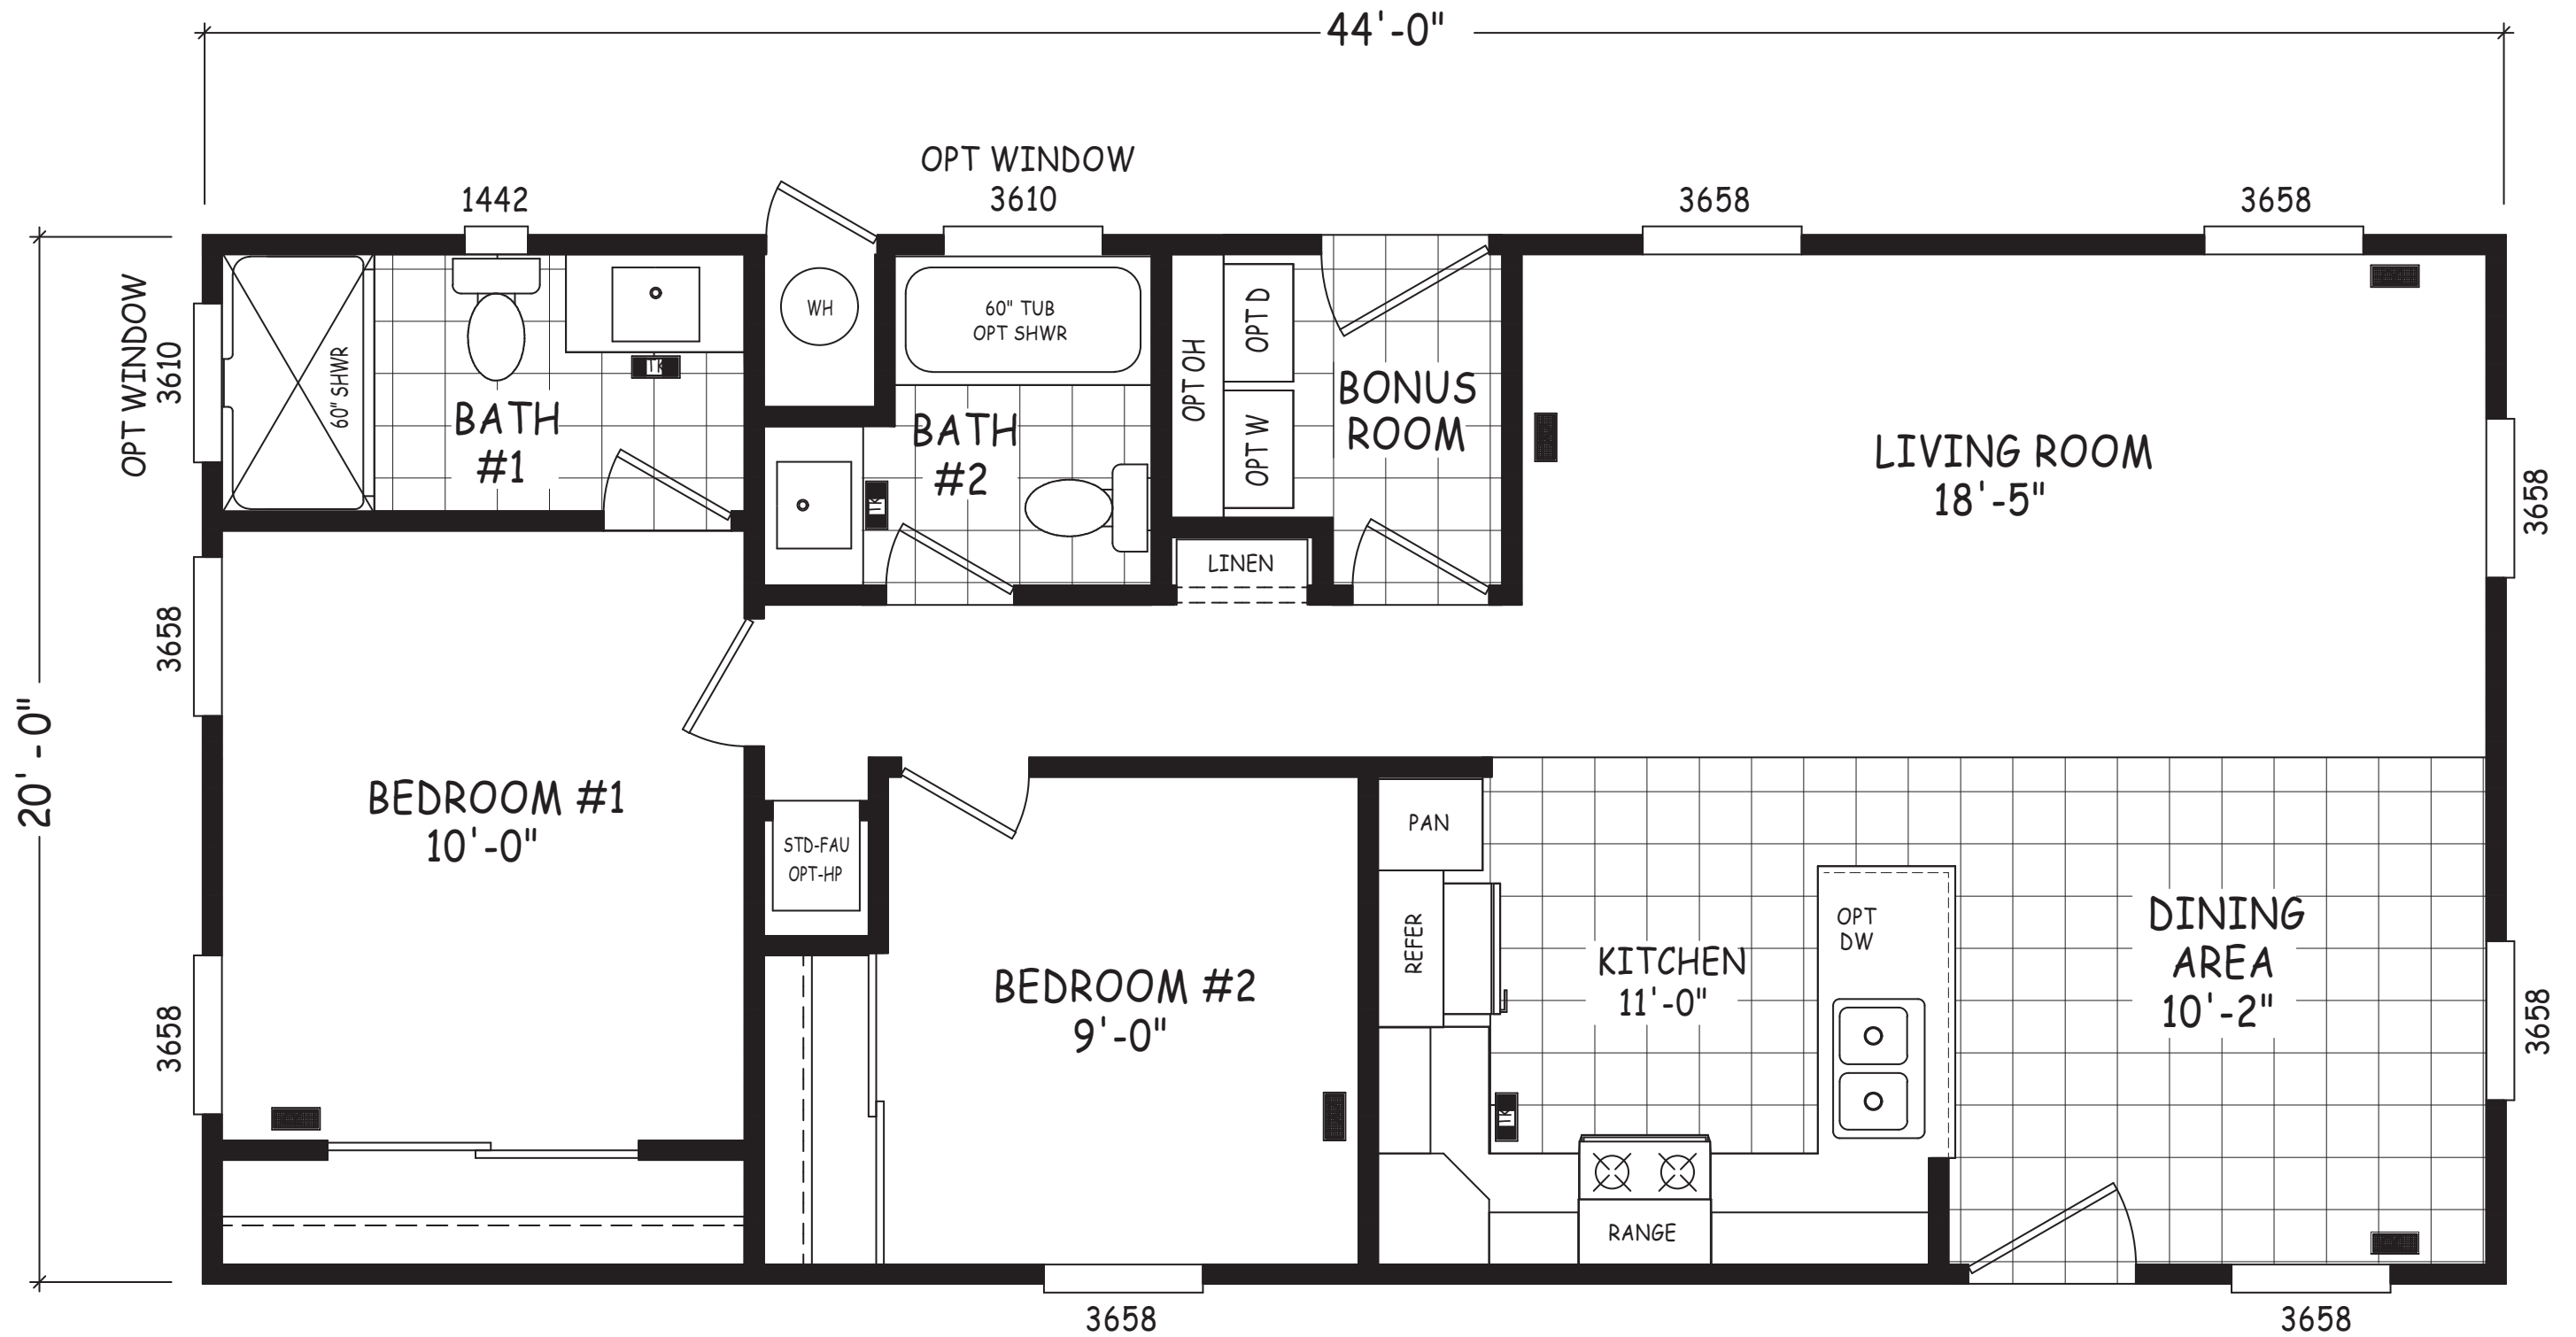 44'-0"
OPT WINDOW
1442
3610
3658
3658
OPT WINDOW
3610
60" SHWR
BATH
#1
TK
WH
60" TUB
OPT SHWR
BATH
#2
TK
OPT OH
OPT D
OPT W
BONUS
ROOM
LINEN
LIVING ROOM
18'-5"
3658
3658
20'-0"
BEDROOM #1
10'-0"
3658
STD-FAU
OPT-HP
BEDROOM #2
9'-0"
PAN
REFER
KITCHEN
11'-0"
TK
RANGE
OPT
DW
DINING
AREA
10'-2"
3658
3658
3658